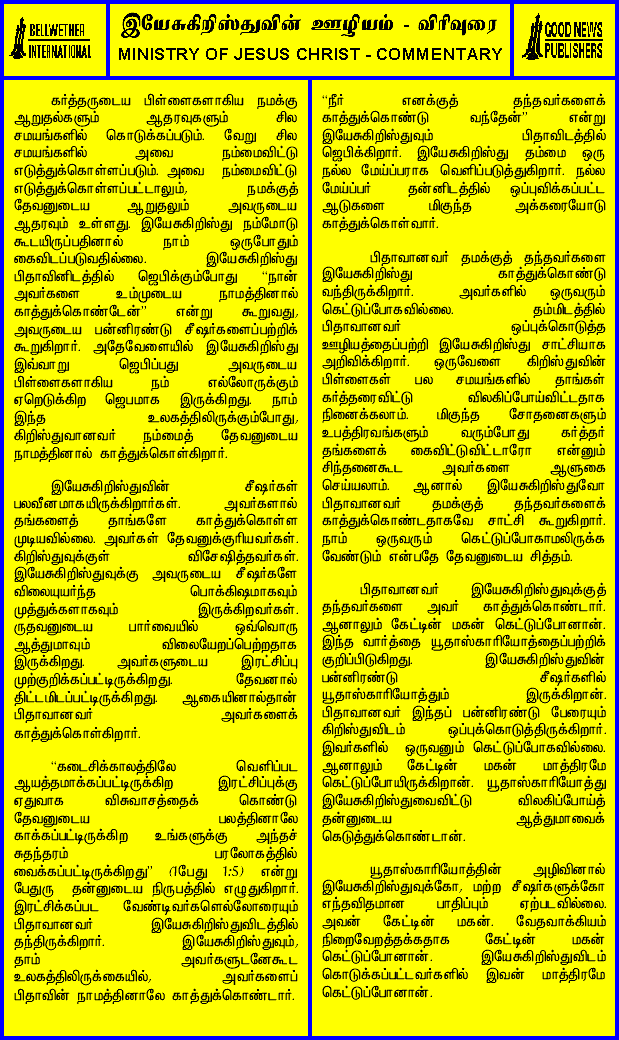 BELLWETHER
INTERNATIONAL
இயேசுகிறிஸ்துவின் ஊழியம் - விரிவுரை
MINISTRY OF JESUS CHRIST - COMMENTARY
GOOD NEWS
PUBLISHERS
கர்த்தருடைய பிள்ளைகளாகிய நமக்கு
ஆறுதல்களும் ஆதரவுகளும் சில
சமயங்களில் கொடுக்கப்படும். வேறு சில
சமயங்களில் அவை நம்மைவிட்டு
எடுத்துக்கொள்ளப்படும். அவை நம்மைவிட்டு
எடுத்துக்கொள்ளப்பட்டாலும், நமக்குத்
தேவனுடைய ஆறுதலும் அவருடைய
ஆதரவும் உள்ளது. இயேசுகிறிஸ்து நம்மோடு
கூடயிருப்பதினால் நாம் ஒருபோதும்
கைவிடப்படுவதில்லை. இயேசுகிறிஸ்து
பிதாவினிடத்தில் ஜெபிக்கும்போது “நான்
அவர்களை உம்முடைய நாமத்தினால்
காத்துக்கொண்டேன்” என்று கூறுவது,
அவருடைய பன்னிரண்டு சீஷர்களைப்பற்றிக்
கூறுகிறார். அதேவேளையில் இயேசுகிறிஸ்து
இவ்வாறு ஜெபிப்பது அவருடைய
பிள்ளைகளாகிய நம் எல்லோருக்கும்
ஏறெடுக்கிற ஜெபமாக இருக்கிறது. நாம்
இந்த உலகத்திலிருக்கும்போது,
கிறிஸ்துவானவர் நம்மைத் தேவனுடைய
நாமத்தினால் காத்துக்கொள்கிறார்.
இயேசுகிறிஸ்துவின் சீஷர்கள்
பலவீனமாகயிருக்கிறார்கள். அவர்களால்
தங்களைத் தாங்களே காத்துக்கொள்ள
முடியவில்லை. அவர்கள் தேவனுக்குரியவர்கள்.
கிறிஸ்துவுக்குள் விசேஷித்தவர்கள்.
இயேசுகிறிஸ்துவுக்கு அவருடைய சீஷர்களே
விலையுயர்ந்த பொக்கிஷமாகவும்
முத்துக்களாகவும் இருக்கிறவர்கள்.
ருதவனுடைய பார்வையில் ஒவ்வொரு
ஆத்துமாவும் விலையேறப்பெற்றதாக
இருக்கிறது. அவர்களுடைய இரட்சிப்பு
முற்குறிக்கப்பட்டிருக்கிறது. தேவனால்
திட்டமிடப்பட்டிருக்கிறது. ஆகையினால்தான்
பிதாவானவர் அவர்களைக்
காத்துக்கொள்கிறார்.
“கடைசிக்காலத்திலே வெளிப்பட
ஆயத்தமாக்கப்பட்டிருக்கிற இரட்சிப்புக்கு
ஏதுவாக விசுவாசத்தைக் கொண்டு
தேவனுடைய பலத்தினாலே
காக்கப்பட்டிருக்கிற உங்களுக்கு அந்தச்
சுதந்தரம் பரலோகத்தில்
வைக்கப்பட்டிருக்கிறது” (1பேது 1:5) என்று
பேதுரு தன்னுடைய நிருபத்தில் எழுதுகிறார்.
இரட்சிக்கப்பட வேண்டிவர்களெல்லோரையும்
பிதாவானவர் இயேசுகிறிஸ்துவிடத்தில்
தந்திருக்கிறார். இயேசுகிறிஸ்துவும்,
தாம் அவர்களுடனேகூட
உலகத்திலிருக்கையில், அவர்களைப்
பிதாவின் நாமத்தினாலே காத்துக்கொண்டார்.
“நீர் எனக்குத் தந்தவர்களைக்
காத்துக்கொண்டு வந்தேன்” என்று
இயேசுகிறிஸ்துவும் பிதாவிடத்தில்
ஜெபிக்கிறார். இயேசுகிறிஸ்து தம்மை ஒரு
நல்ல மேய்ப்பராக வெளிப்படுத்துகிறார். நல்ல
மேய்ப்பர் தன்னிடத்தில் ஒப்புவிக்கப்பட்ட
ஆடுகளை மிகுந்த அக்கரையோடு
காத்துக்கொள்வார்.
பிதாவானவர் தமக்குத் தந்தவர்களை
இயேசுகிறிஸ்து காத்துக்கொண்டு
வந்திருக்கிறார். அவர்களில் ஒருவரும்
கெட்டுப்போகவில்லை. தம்மிடத்தில்
பிதாவானவர் ஒப்புக்கொடுத்த
ஊழியத்தைப்பற்றி இயேசுகிறிஸ்து சாட்சியாக
அறிவிக்கிறார். ஒருவேளை கிறிஸ்துவின்
பிள்ளைகள் பல சமயங்களில் தாங்கள்
கர்த்தரைவிட்டு விலகிப்போய்விட்டதாக
நினைக்கலாம். மிகுந்த சோதனைகளும்
உபத்திரவங்களும் வரும்போது கர்த்தர்
தங்களைக் கைவிட்டுவிட்டாரோ என்னும்
சிந்தனைகூட அவர்களை ஆளுகை
செய்யலாம். ஆனால் இயேசுகிறிஸ்துவோ
பிதாவானவர் தமக்குத் தந்தவர்களைக்
காத்துக்கொண்டதாகவே சாட்சி கூறுகிறார்.
நாம் ஒருவரும் கெட்டுப்போகாமலிருக்க
வேண்டும் என்பதே தேவனுடைய சித்தம்.
பிதாவானவர் இயேசுகிறிஸ்துவுக்குத்
தந்தவர்களை அவர் காத்துக்கொண்டார்.
ஆனாலும் கேட்டின் மகன் கெட்டுப்போனான்.
இந்த வார்த்தை யூதாஸ்காரியோத்தைப்பற்றிக்
குறிப்பிடுகிறது. இயேசுகிறிஸ்துவின்
பன்னிரண்டு சீஷர்களில்
யூதாஸ்காரியோத்தும் இருக்கிறான்.
பிதாவானவர் இந்தப் பன்னிரண்டு பேரையும்
கிறிஸ்துவிடம் ஒப்புக்கொடுத்திருக்கிறார்.
இவர்களில் ஒருவனும் கெட்டுப்போகவில்லை.
ஆனாலும் கேட்டின் மகன் மாத்திரமே
கெட்டுப்போயிருக்கிறான். யூதாஸ்காரியோத்து
இயேசுகிறிஸ்துவைவிட்டு விலகிப்போய்த்
தன்னுடைய ஆத்துமாவைக்
கெடுத்துக்கொண்டான்.
யூதாஸ்காரியோத்தின் அழிவினால்
இயேசுகிறிஸ்துவுக்கோ, மற்ற சீஷர்களுக்கோ
எந்தவிதமான பாதிப்பும் ஏற்படவில்லை.
அவன் கேட்டின் மகன். வேதவாக்கியம்
நிறைவேறத்தக்கதாக கேட்டின் மகன்
கெட்டுப்போனான். இயேசுகிறிஸ்துவிடம்
கொடுக்கப்பட்டவர்களில் இவன் மாத்திரமே
கெட்டுப்போனான்.